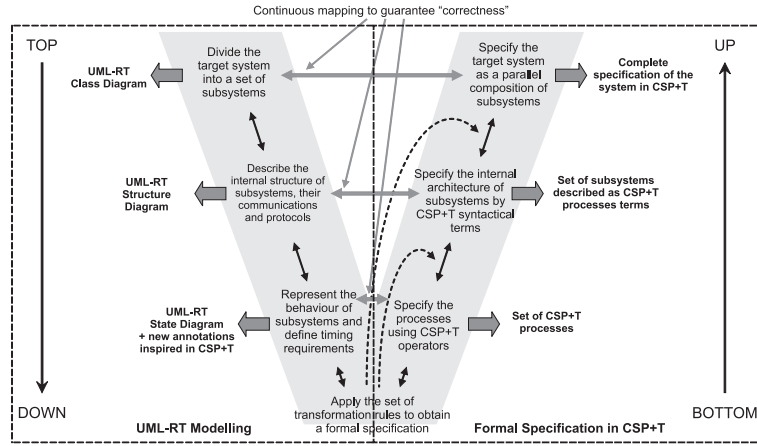 Continuous mapping to guarantee “correctness”
TOP
UP
Divide the
target system
into a set of
subsystems
Specify the
target system
as a parallel
composition of
subsystems
UML-RT
Class Diagram
Complete
specification of the
system in CSP+T
Describe the
internal structure of
subsystems, their
communications
and protocols
Specify the internal
architecture of
subsystems by
CSP+T syntactical
terms
UML-RT
Structure
Diagram
Set of subsystems
described as CSP+T
processes terms
Represent the
behaviour of
subsystems and
define timing
requirements
Specify the
processes
using CSP+T
operators
UML-RT
State Diagram
+ new annotations
inspired in CSP+T
Set of CSP+T
processes
Apply the set of
transformation rules to obtain
a formal specification
DOWN
BOTTOM
UML-RT Modelling
Formal Specification in CSP+T